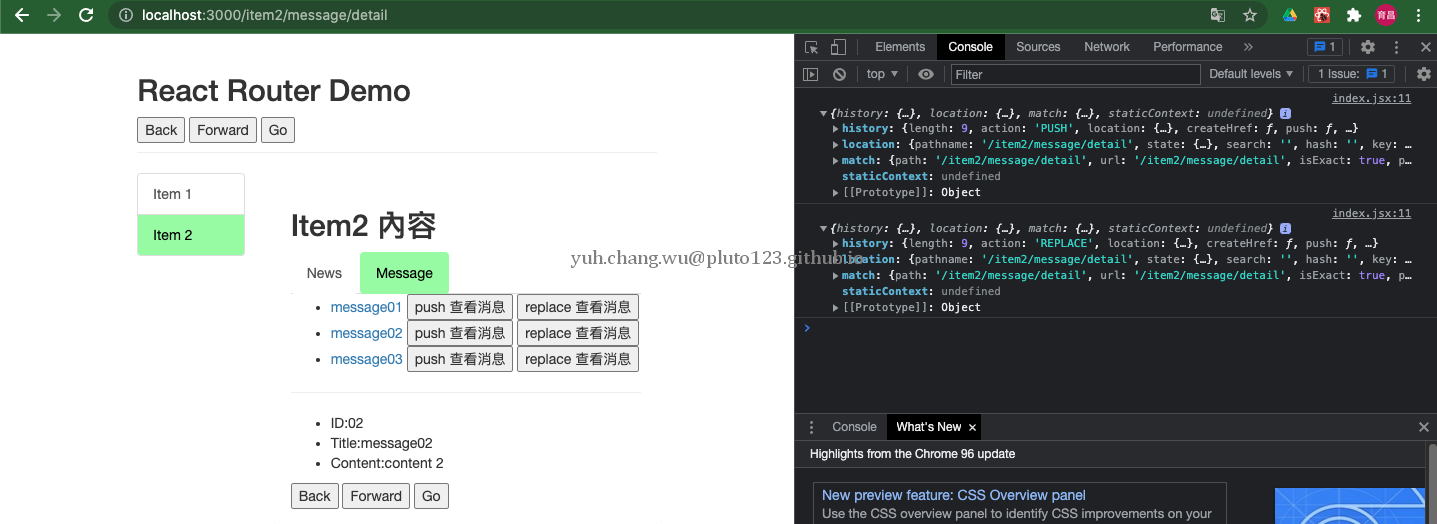 localhost:3000/item2/message/detail
育昌
React Router Demo
Back Forward Go
Item 1
Item 2
Item2 內容
News Message
message01 push 查看消息 replace 查看消息
message02 push 查看消息 replace 查看消息
message03 push 查看消息 replace 查看消息
ID:02
Title:message02
Content:content 2
Back Forward Go
yuh.chang.wu@pluto123.github.io
Elements Console Sources Network Performance » 1
top Filter Default levels 1 Issue: 1
index.jsx:11
{history: {…}, location: {…}, match: {…}, staticContext: undefined} i
history: {length: 9, action: 'PUSH', location: {…}, createHref: ƒ, push: ƒ, …}
location: {pathname: '/item2/message/detail', state: {…}, search: '', hash: '', key: …
match: {path: '/item2/message/detail', url: '/item2/message/detail', isExact: true, p…
staticContext: undefined
[[Prototype]]: Object
index.jsx:11
{history: {…}, location: {…}, match: {…}, staticContext: undefined} i
history: {length: 9, action: 'REPLACE', location: {…}, createHref: ƒ, push: ƒ, …}
location: {pathname: '/item2/message/detail', state: {…}, search: '', hash: '', key: …
match: {path: '/item2/message/detail', url: '/item2/message/detail', isExact: true, p…
staticContext: undefined
[[Prototype]]: Object
Console What's New ×
Highlights from the Chrome 96 update
New preview feature: CSS Overview panel
Use the CSS overview panel to identify CSS improvements on your